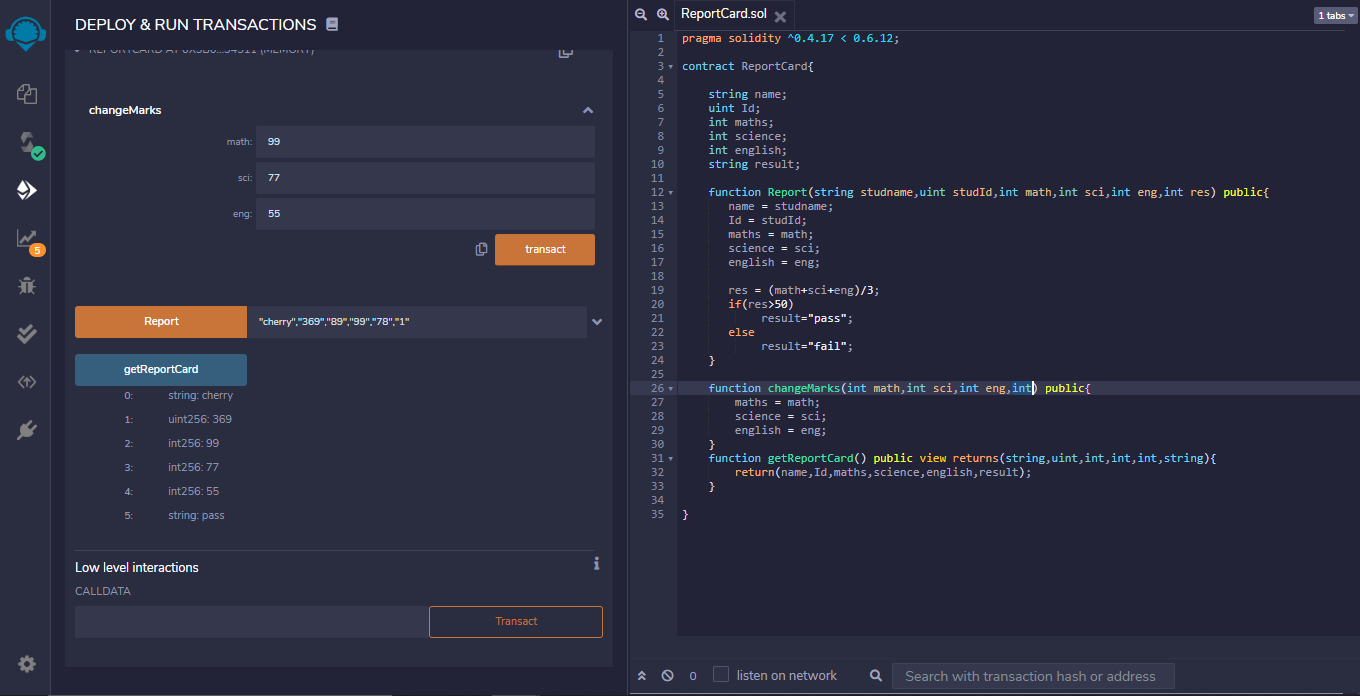 DEPLOY & RUN TRANSACTIONS
REPORTCARD AT 0X5B0...54311 (MEMORY)
changeMarks
math: 99
sci: 77
eng: 55
transact
Report "cherry","369","89","99","78","1"
getReportCard
0: string: cherry
1: uint256: 369
2: int256: 99
3: int256: 77
4: int256: 55
5: string: pass
Low level interactions
CALLDATA
Transact
5
ReportCard.sol
1 tabs
1 pragma solidity ^0.4.17 < 0.6.12;
2
3 contract ReportCard{
4
5 string name;
6 uint Id;
7 int maths;
8 int science;
9 int english;
10 string result;
11
12 function Report(string studname,uint studId,int math,int sci,int eng,int res) public{
13 name = studname;
14 Id = studId;
15 maths = math;
16 science = sci;
17 english = eng;
18
19 res = (math+sci+eng)/3;
20 if(res>50)
21 result="pass";
22 else
23 result="fail";
24 }
25
26 function changeMarks(int math,int sci,int eng,int) public{
27 maths = math;
28 science = sci;
29 english = eng;
30 }
31 function getReportCard() public view returns(string,uint,int,int,int,string){
32 return(name,Id,maths,science,english,result);
33 }
34
35 }
0 listen on network Search with transaction hash or address